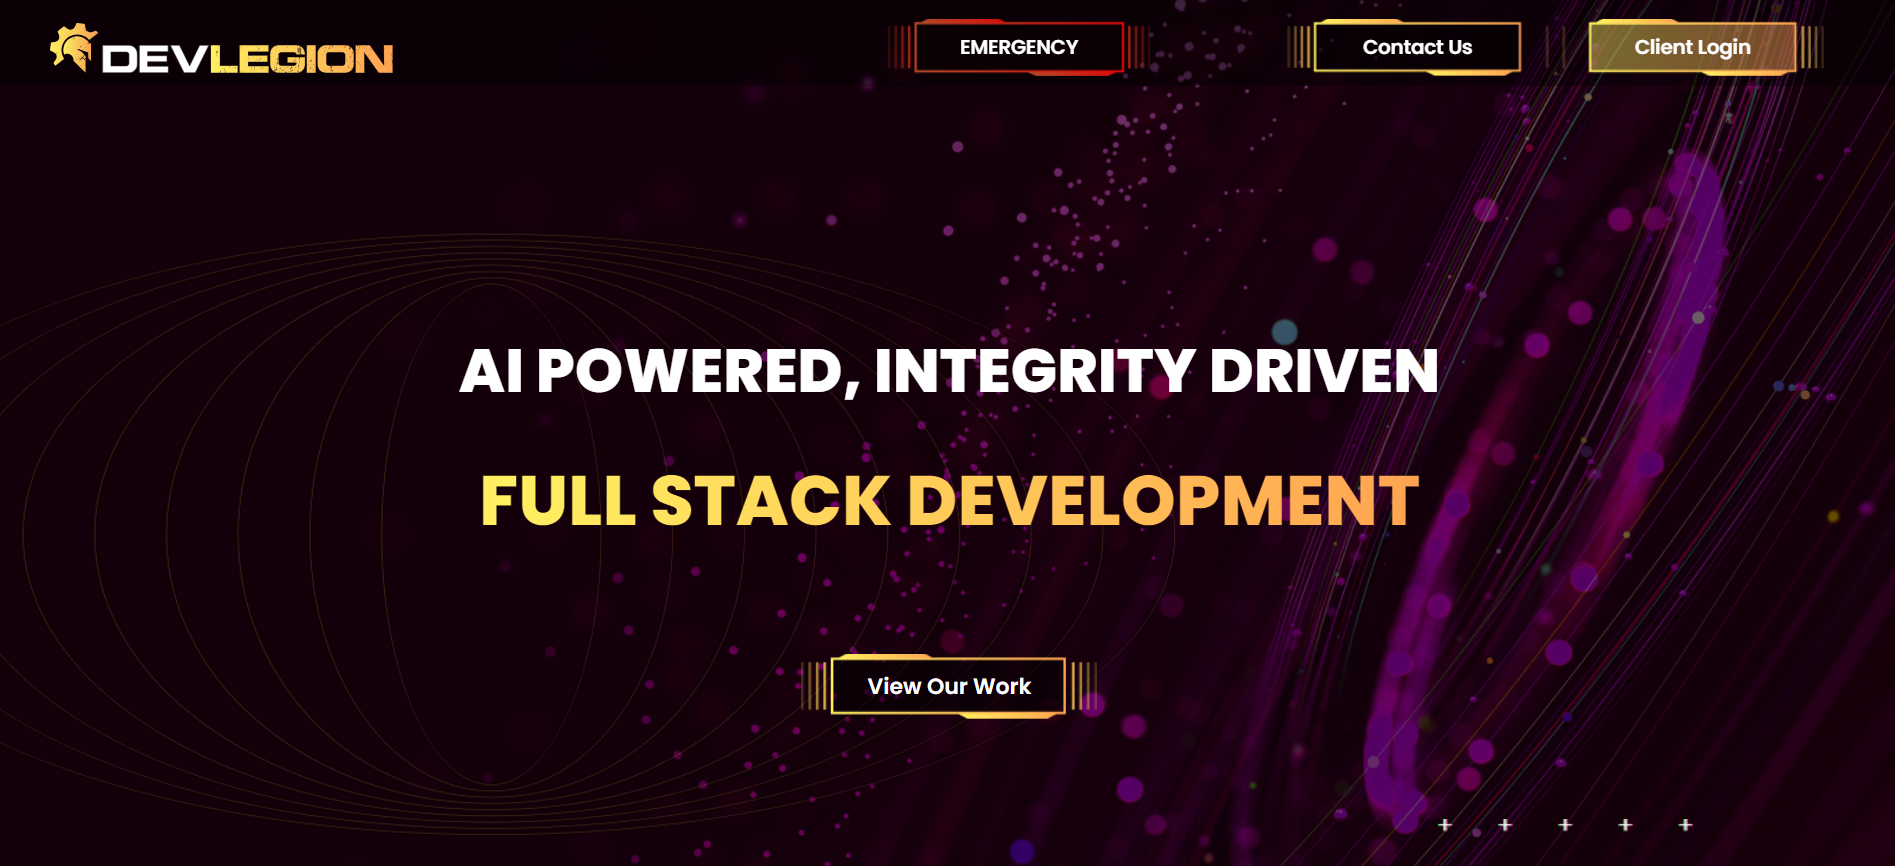 DEVLEGION
EMERGENCY
Contact Us
Client Login
AI POWERED, INTEGRITY DRIVEN
FULL STACK DEVELOPMENT
View Our Work